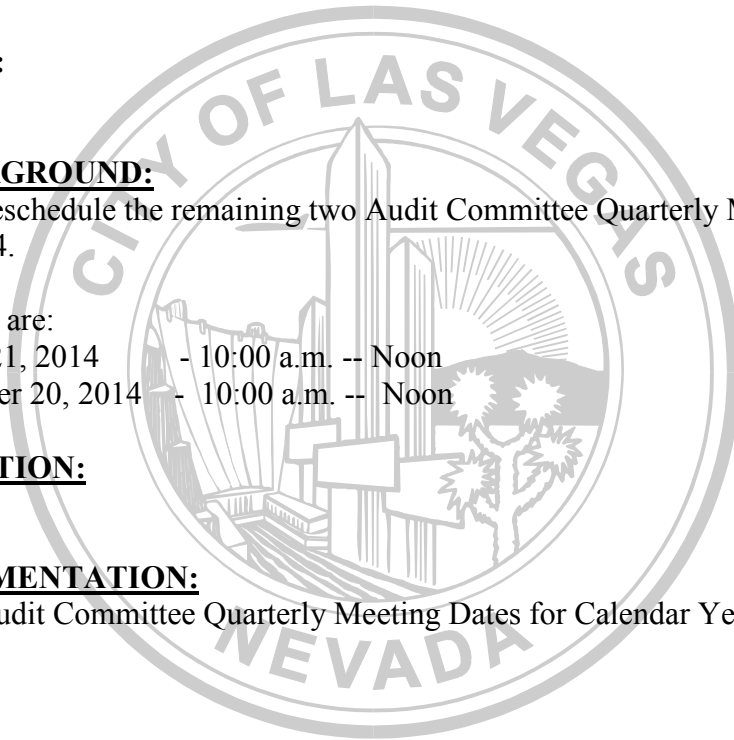 :
GROUND:
eschedule the remaining two Audit Committee Quarterly
4.
are:
21, 2014 - 10:00 a.m. -- Noon
er 20, 2014 - 10:00 a.m. -- Noon
TION:
MENTATION:
udit Committee Quarterly Meeting Dates for Calendar Ye
CITY OF LAS VEGAS
NEVADA